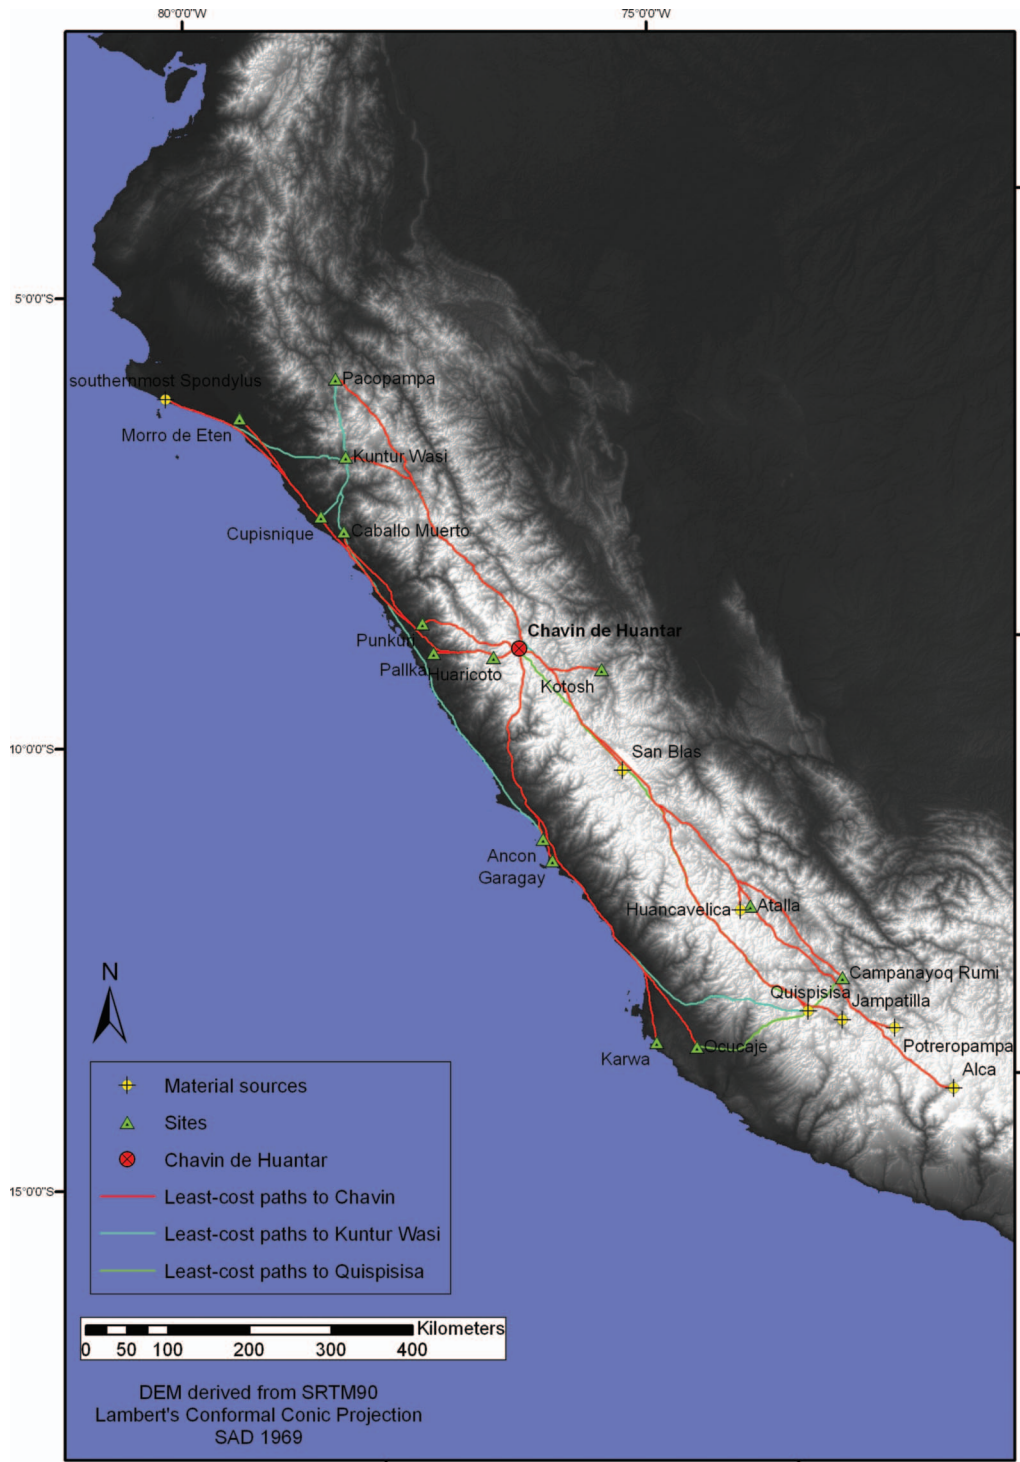 80°0'0"W
75°0'0"W
5°0'0"S
southernmost Spondylus
Pacopampa
Morro de Eten
Kuntur Wasi
Cupisnique
Caballo Muerto
Chavin de Huantar
Punkuri
Pallka
Huaricoto
Kotosh
10°0'0"S
San Blas
Ancon
Garagay
Huancavelica
Atalla
Campanayoq Rumi
Quispisisa
Jampatilla
Potreropampa
Karwa
Ocucaje
Alca
N
Material sources
Sites
Chavin de Huantar
Least-cost paths to Chavin
Least-cost paths to Kuntur Wasi
Least-cost paths to Quispisisa
15°0'0"S
Kilometers
0 50 100 200 300 400
DEM derived from SRTM90
Lambert's Conformal Conic Projection
SAD 1969